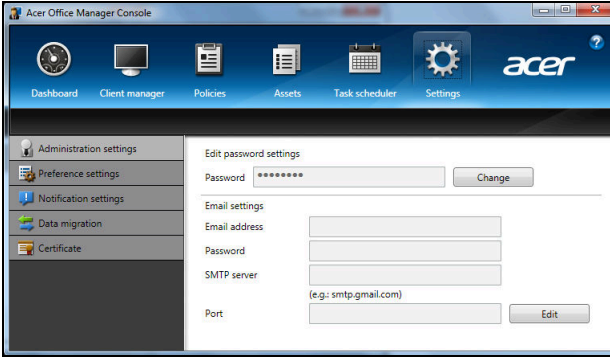 Acer Office Manager Console
Dashboard Client manager Policies Assets Task scheduler Settings acer ?
Administration settings
Preference settings
Notification settings
Data migration
Certificate
Edit password settings
Password ●●●●●●●● Change
Email settings
Email address
Password
SMTP server
(e.g.: smtp.gmail.com)
Port Edit